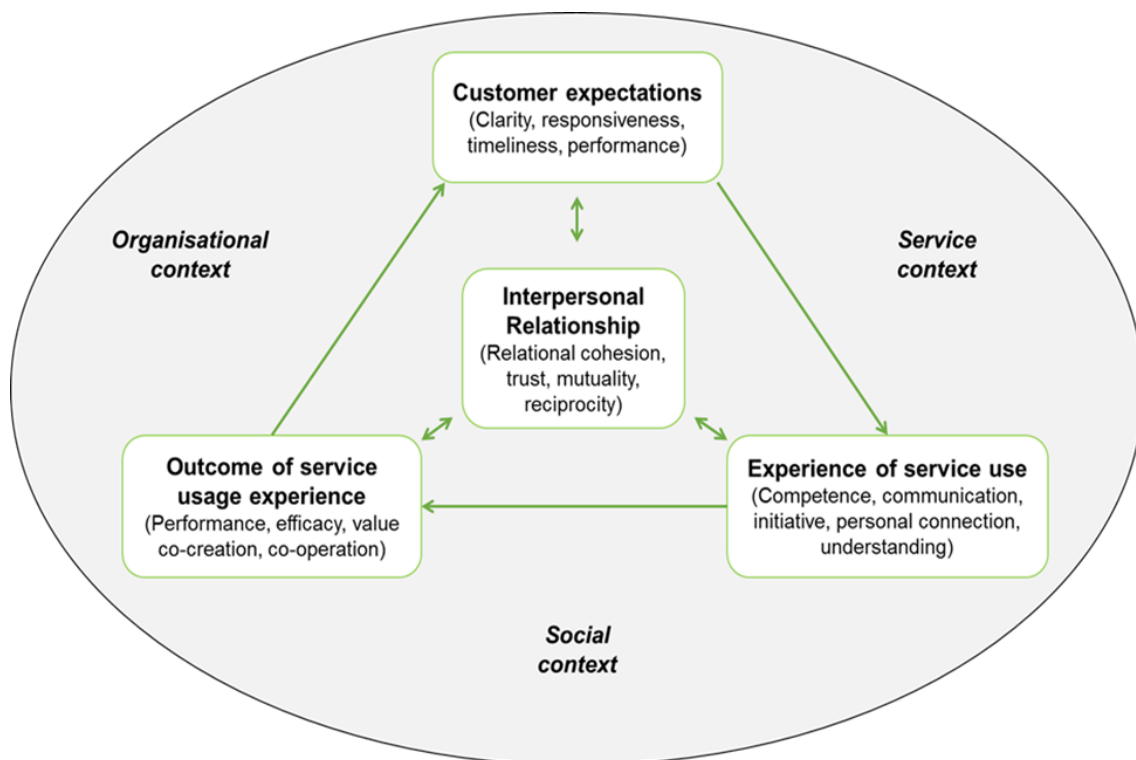 Customer expectations
(Clarity, responsiveness,
timeliness, performance)
Organisational
context
Service
context
Interpersonal
Relationship
(Relational cohesion,
trust, mutuality,
reciprocity)
Outcome of service
usage experience
(Performance, efficacy, value
co-creation, co-operation)
Experience of service use
(Competence, communication,
initiative, personal connection,
understanding)
Social
context